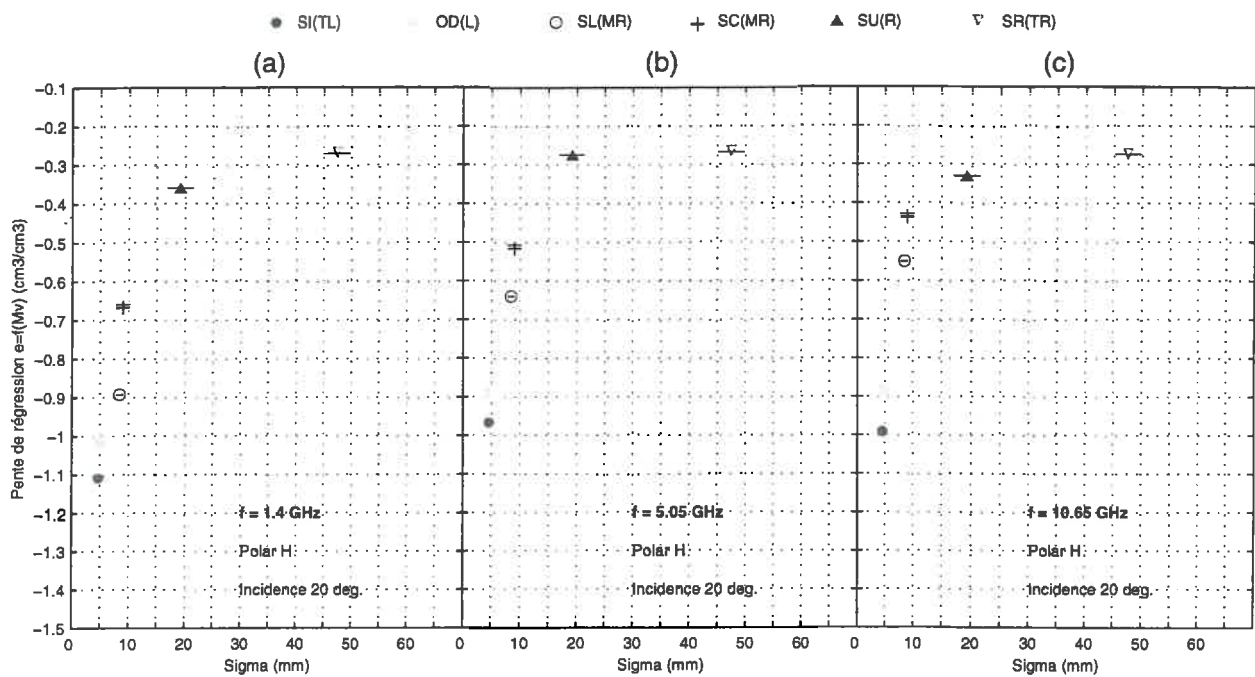 SI(TL) OD(L) SL(MR) SC(MR) SU(R) SR(TR)
(a) (b) (c)
Pente de régression e=f(Mv) (cm3/cm3)
−0.1
−0.2
−0.3
−0.4
−0.5
−0.6
−0.7
−0.8
−0.9
−1
−1.1
−1.2
−1.3
−1.4
−1.5
f = 1.4 GHz
Polar H
Incidence 20 deg.
f = 5.05 GHz
Polar H
Incidence 20 deg.
f = 10.65 GHz
Polar H
Incidence 20 deg.
0 10 20 30 40 50 60 0 10 20 30 40 50 60 0 10 20 30 40 50 60
Sigma (mm) Sigma (mm) Sigma (mm)